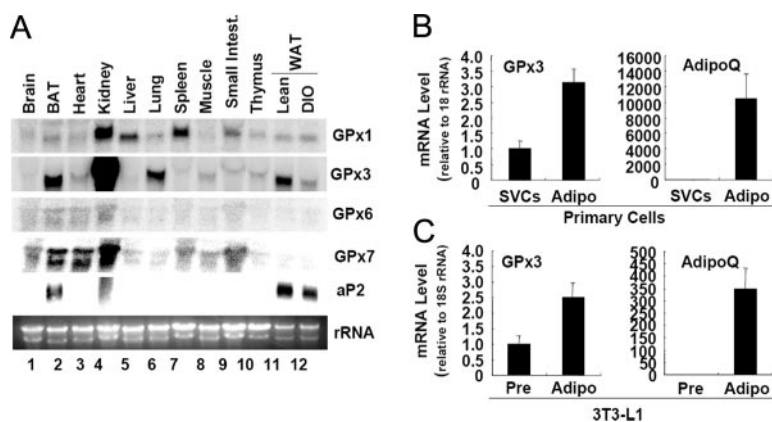 A
Brain BAT Heart Kidney Liver Lung Spleen Muscle Small Intest. Thymus Lean DIO
WAT
GPx1
GPx3
GPx6
GPx7
aP2
rRNA
1 2 3 4 5 6 7 8 9 10 11 12
B
mRNA Level
(relative to 18 rRNA)
GPx3
4.0
3.5
3.0
2.5
2.0
1.5
1.0
0.5
0
SVCs Adipo
AdipoQ
16000
14000
12000
10000
8000
6000
4000
2000
0
SVCs Adipo
Primary Cells
C
mRNA Level
(relative to 18S rRNA)
GPx3
4.0
3.5
3.0
2.5
2.0
1.5
1.0
0.5
0.0
Pre Adipo
AdipoQ
500
450
400
350
300
250
200
150
100
50
0
Pre Adipo
3T3-L1